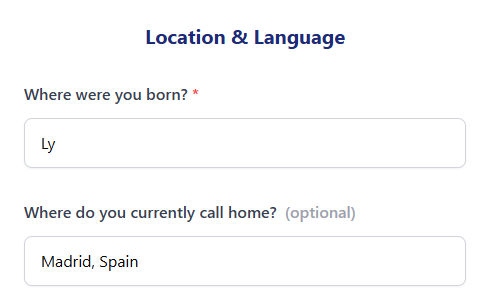 Location & Language
Where were you born? *
Ly
Where do you currently call home? (optional)
Madrid, Spain